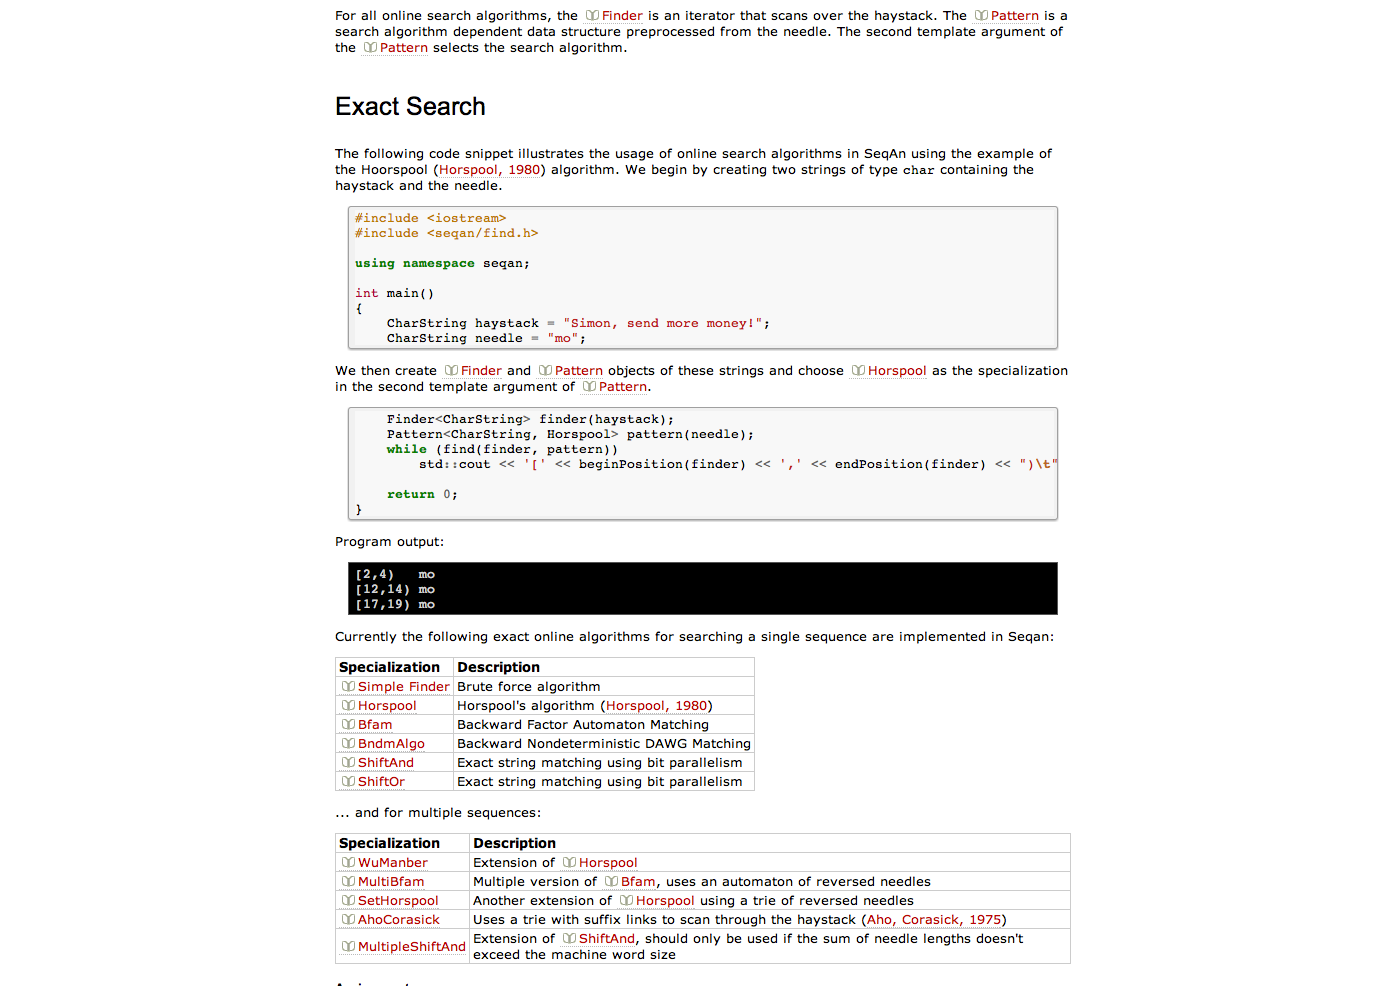 For all online search algorithms, the Finder is an iterator that scans over the haystack. The Pattern is a
search algorithm dependent data structure preprocessed from the needle. The second template argument of
the Pattern selects the search algorithm.
Exact Search
The following code snippet illustrates the usage of online search algorithms in SeqAn using the example of
the Hoorspool (Horspool, 1980) algorithm. We begin by creating two strings of type char containing the
haystack and the needle.
#include <iostream>
#include <seqan/find.h>
using namespace seqan;
int main()
{
CharString haystack = "Simon, send more money!";
CharString needle = "mo";
We then create Finder and Pattern objects of these strings and choose Horspool as the specialization
in the second template argument of Pattern.
Finder<CharString> finder(haystack);
Pattern<CharString, Horspool> pattern(needle);
while (find(finder, pattern))
std::cout << '[' << beginPosition(finder) << ',' << endPosition(finder) << ")\t"
return 0;
}
Program output:
[2,4) mo
[12,14) mo
[17,19) mo
Currently the following exact online algorithms for searching a single sequence are implemented in Seqan:
Specialization Description
Simple Finder Brute force algorithm
Horspool Horspool's algorithm (Horspool, 1980)
Bfam Backward Factor Automaton Matching
BndmAlgo Backward Nondeterministic DAWG Matching
ShiftAnd Exact string matching using bit parallelism
ShiftOr Exact string matching using bit parallelism
... and for multiple sequences:
Specialization Description
WuManber Extension of Horspool
MultiBfam Multiple version of Bfam, uses an automaton of reversed needles
SetHorspool Another extension of Horspool using a trie of reversed needles
AhoCorasick Uses a trie with suffix links to scan through the haystack (Aho, Corasick, 1975)
MultipleShiftAnd Extension of ShiftAnd, should only be used if the sum of needle lengths doesn't
exceed the machine word size